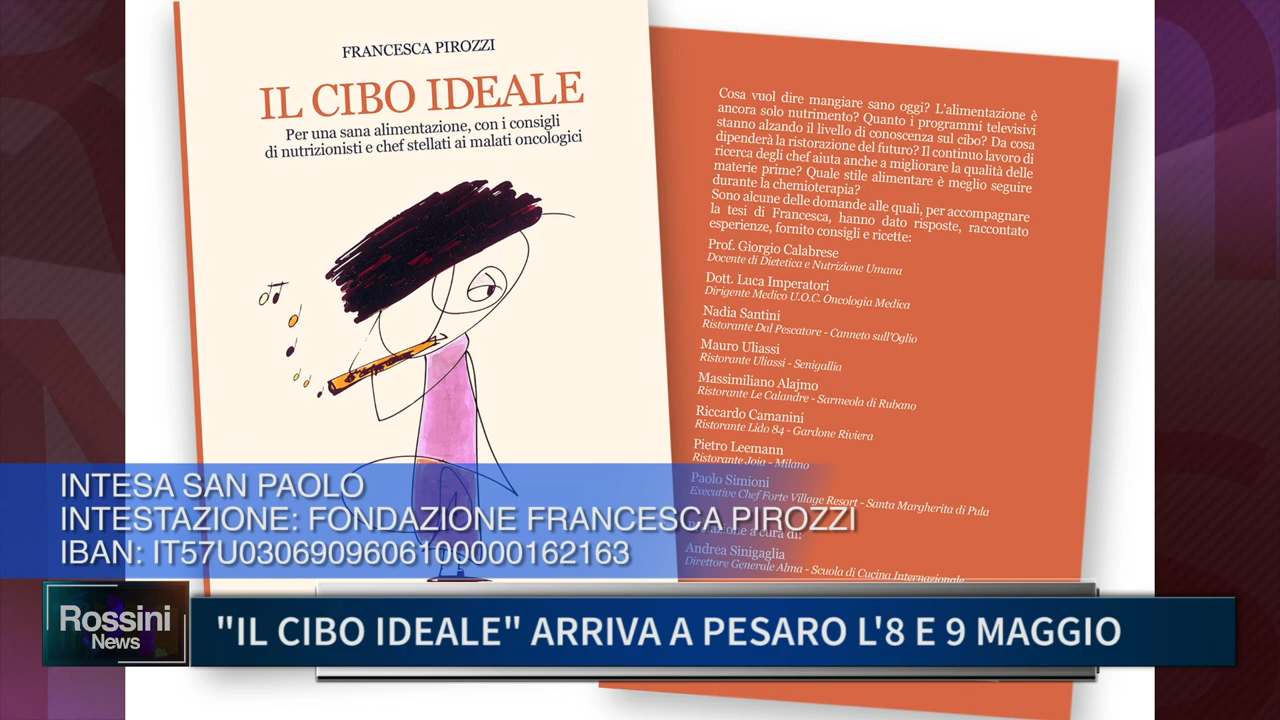 FRANCESCA PIROZZI
IL CIBO IDEALE
Per una sana alimentazione, con i consigli
di nutrizionisti e chef stellati ai malati oncologici
Cosa vuol dire mangiare sano oggi? L'alimentazione è
ancora solo nutrimento? Quanto i programmi televisivi
stanno alzando il livello di conoscenza sul cibo? Da cosa
dipenderà la ristorazione del futuro? Il continuo lavoro di
ricerca degli chef aiuta anche a migliorare la qualità delle
materie prime? Quale stile alimentare è meglio seguire
durante la chemioterapia?
Sono alcune delle domande alle quali, per accompagnare
la tesi di Francesca, hanno dato risposte, raccontato
esperienze, fornito consigli e ricette:
Prof. Giorgio Calabrese
Docente di Dietetica e Nutrizione Umana
Dott. Luca Imperatori
Dirigente Medico U.O.C. Oncologia Medica
Nadia Santini
Ristorante Dal Pescatore - Canneto sull'Oglio
Mauro Uliassi
Ristorante Uliassi - Senigallia
Massimiliano Alajmo
Ristorante Le Calandre - Sarmeola di Rubano
Riccardo Camanini
Ristorante Lido 84 - Gardone Riviera
Pietro Leemann
Ristorante Joia - Milano
Paolo Simioni
Executive Chef Forte Village Resort - Santa Margherita di Pula
a cura di:
Andrea Sinigaglia
Direttore Generale Alma - Scuola di Cucina Internazionale
INTESA SAN PAOLO
INTESTAZIONE: FONDAZIONE FRANCESCA PIROZZI
IBAN: IT57U0306909606100000162163
Rossini
News
"IL CIBO IDEALE" ARRIVA A PESARO L'8 E 9 MAGGIO